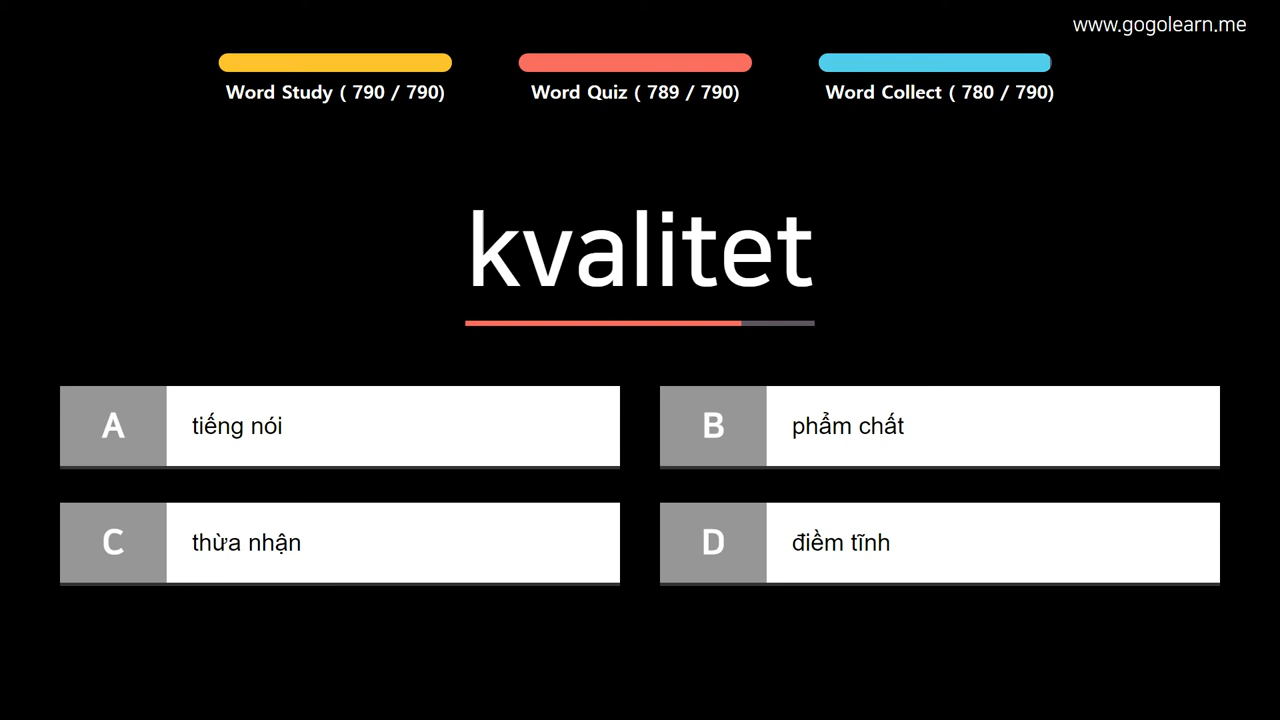 www.gogolearn.me
Word Study ( 790 / 790)
Word Quiz ( 789 / 790)
Word Collect ( 780 / 790)
kvalitet
A tiếng nói
B phẩm chất
C thừa nhận
D điềm tĩnh